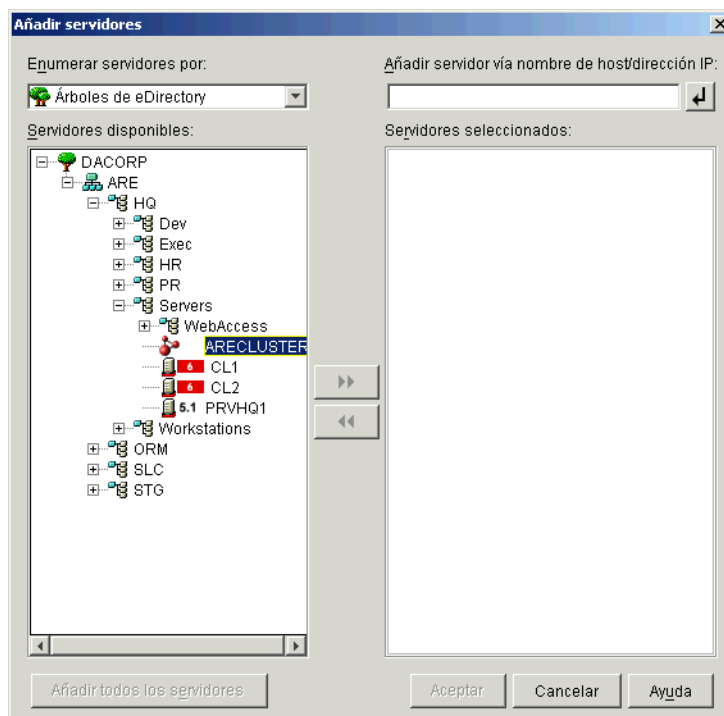 Añadir servidores
Enumerar servidores por:
Árboles de eDirectory
Servidores disponibles:
DACORP
ARE
HQ
Dev
Exec
HR
PR
Servers
WebAccess
ARECLUSTER
6 CL1
6 CL2
5.1 PRVHQ1
Workstations
ORM
SLC
STG
Añadir todos los servidores
Añadir servidor vía nombre de host/dirección IP:
Servidores seleccionados:
Aceptar
Cancelar
Ayuda